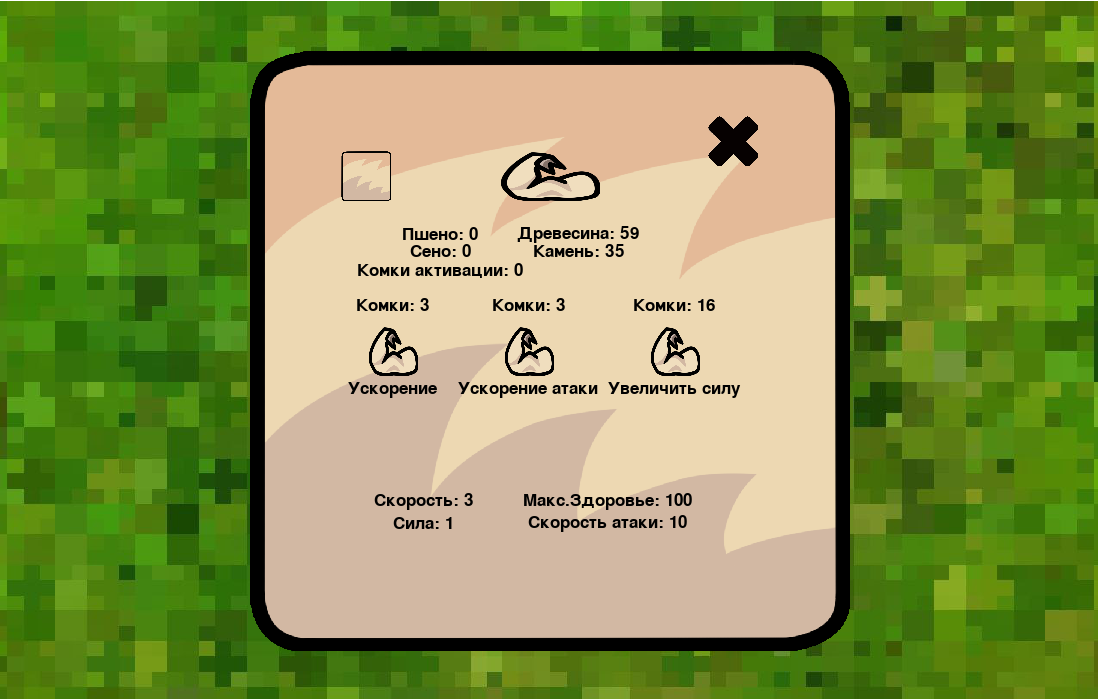 Пшено: 0 Древесина: 59
Сено: 0 Камень: 35
Комки активации: 0
Комки: 3 Комки: 3 Комки: 16
Ускорение Ускорение атаки Увеличить силу
Скорость: 3 Макс.Здоровье: 100
Сила: 1 Скорость атаки: 10